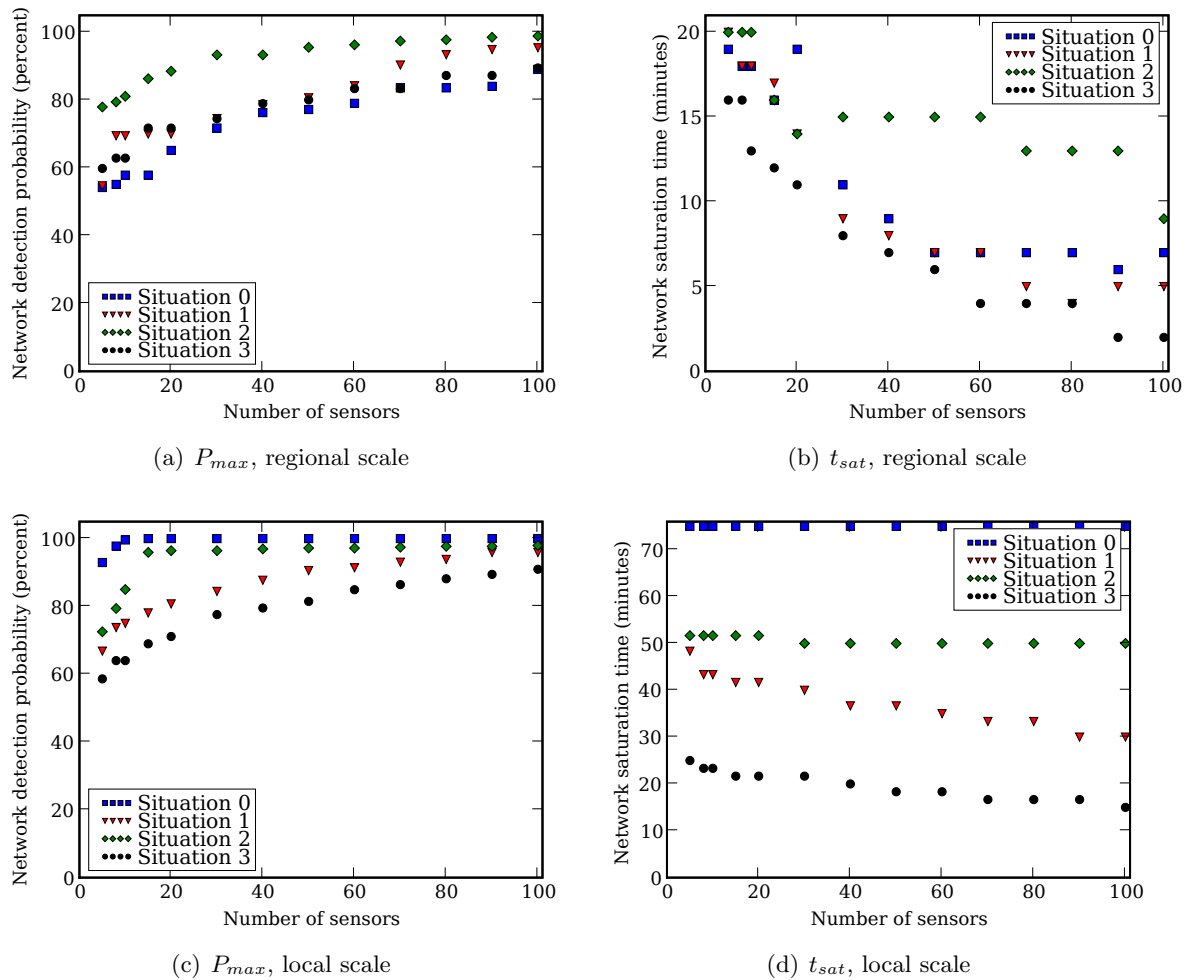 Network detection probability (percent)
100
80
60
40
20
0
Situation 0
Situation 1
Situation 2
Situation 3
0 20 40 60 80 100
Number of sensors
(a) P_max, regional scale
Network saturation time (minutes)
20
15
10
5
0
Situation 0
Situation 1
Situation 2
Situation 3
0 20 40 60 80 100
Number of sensors
(b) t_sat, regional scale
Network detection probability (percent)
100
80
60
40
20
0
Situation 0
Situation 1
Situation 2
Situation 3
0 20 40 60 80 100
Number of sensors
(c) P_max, local scale
Network saturation time (minutes)
70
60
50
40
30
20
10
0
Situation 0
Situation 1
Situation 2
Situation 3
0 20 40 60 80 100
Number of sensors
(d) t_sat, local scale